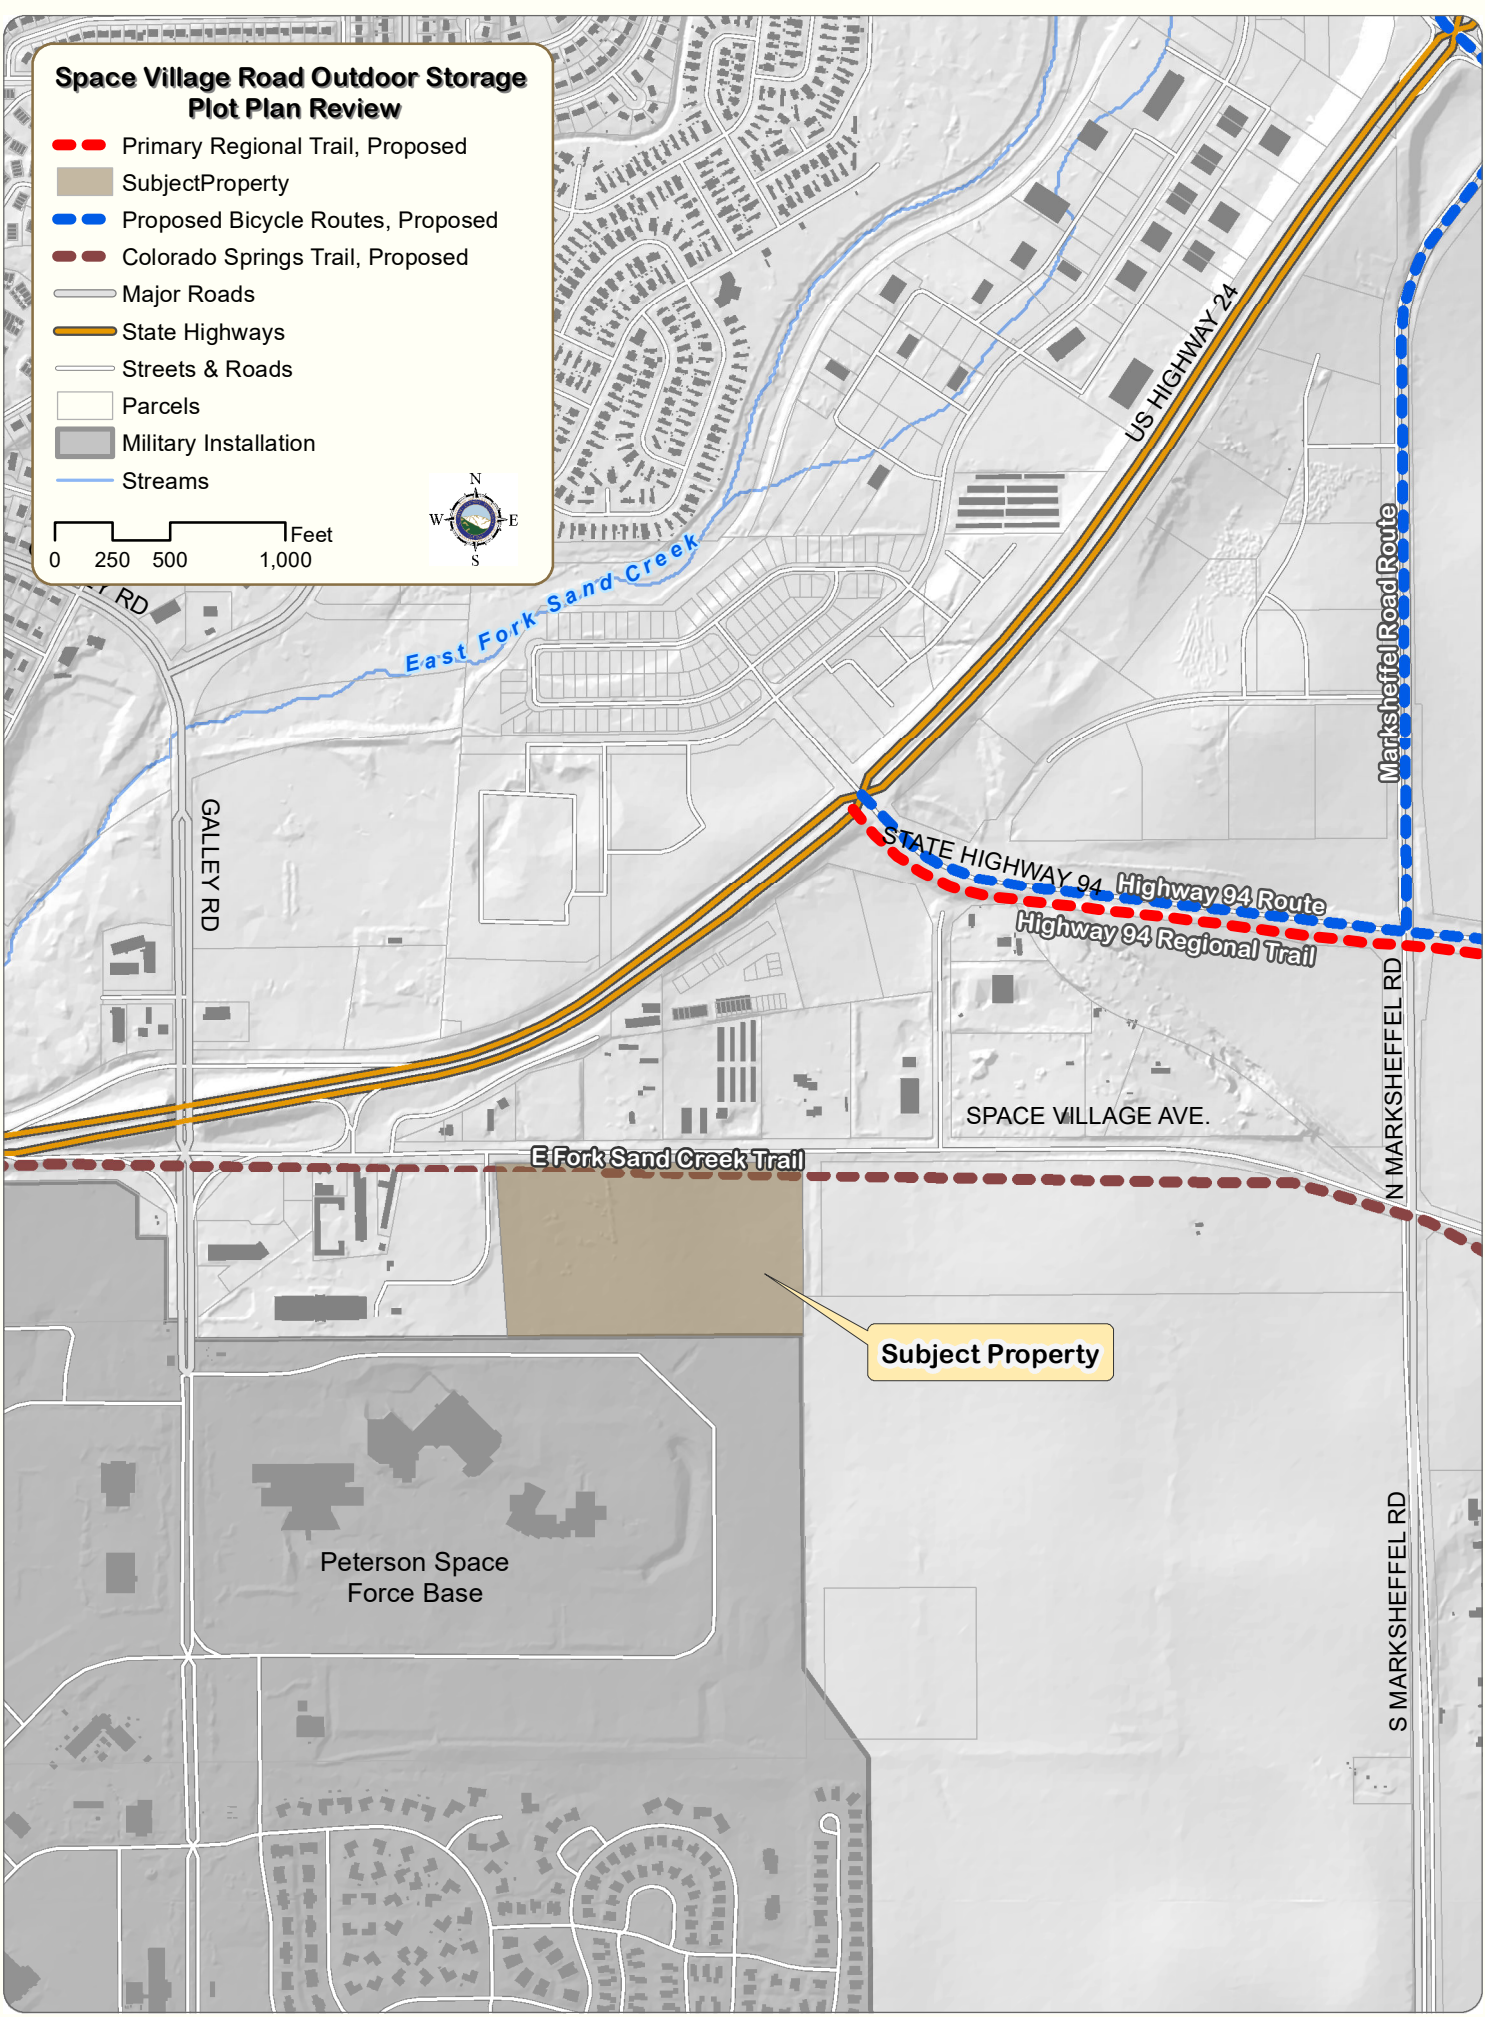 Space Village Road Outdoor Storage
Plot Plan Review
Primary Regional Trail, Proposed
SubjectProperty
Proposed Bicycle Routes, Proposed
Colorado Springs Trail, Proposed
Major Roads
State Highways
Streets & Roads
Parcels
Military Installation
Streams
Feet
0 250 500 1,000
N
W E
S
RD
East Fork Sand Creek
US HIGHWAY 24
Marksheffel Road Route
GALLEY RD
STATE HIGHWAY 94
Highway 94 Route
Highway 94 Regional Trail
N MARKSHEFFEL RD
SPACE VILLAGE AVE.
E Fork Sand Creek Trail
Subject Property
Peterson Space
Force Base
S MARKSHEFFEL RD